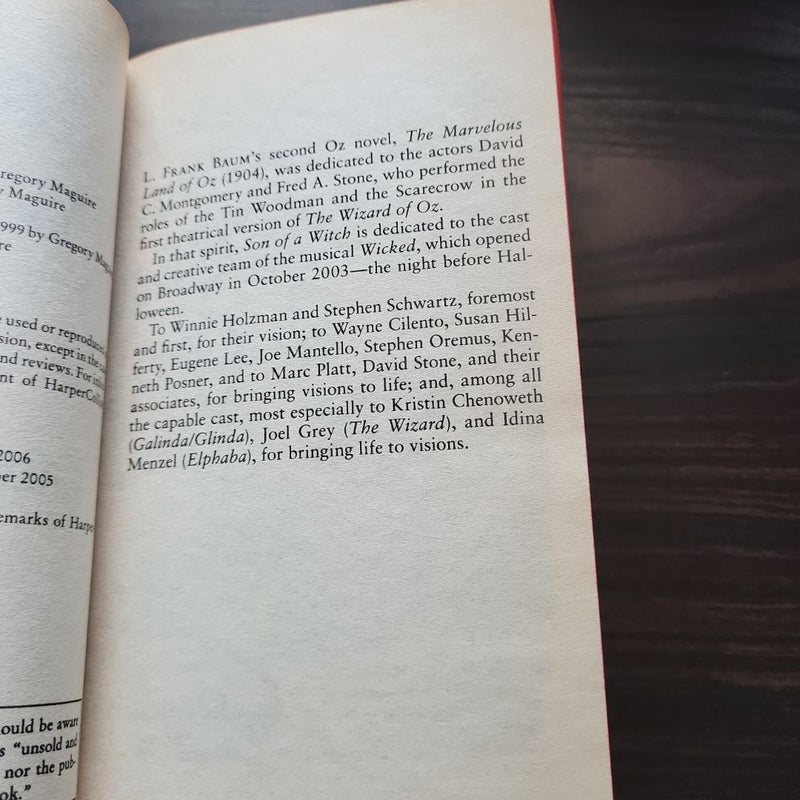 regory Maguire
y Maguire
999 by Gregory
re
used or reproduced
sion, except in the
nd reviews. For
nt of HarperCol
2006
er 2005
emarks of Harpe
ould be aware
s “unsold and
nor the pub-
ok.”
L. FRANK BAUM’s second Oz novel, The Marvelous
Land of Oz (1904), was dedicated to the actors David
C. Montgomery and Fred A. Stone, who performed the
roles of the Tin Woodman and the Scarecrow in the
first theatrical version of The Wizard of Oz.
In that spirit, Son of a Witch is dedicated to the cast
and creative team of the musical Wicked, which opened
on Broadway in October 2003—the night before Hal-
loween.
To Winnie Holzman and Stephen Schwartz, foremost
and first, for their vision; to Wayne Cilento, Susan Hil-
ferty, Eugene Lee, Joe Mantello, Stephen Oremus, Ken-
neth Posner, and to Marc Platt, David Stone, and their
associates, for bringing visions to life; and, among all
the capable cast, most especially to Kristin Chenoweth
(Galinda/Glinda), Joel Grey (The Wizard), and Idina
Menzel (Elphaba), for bringing life to visions.